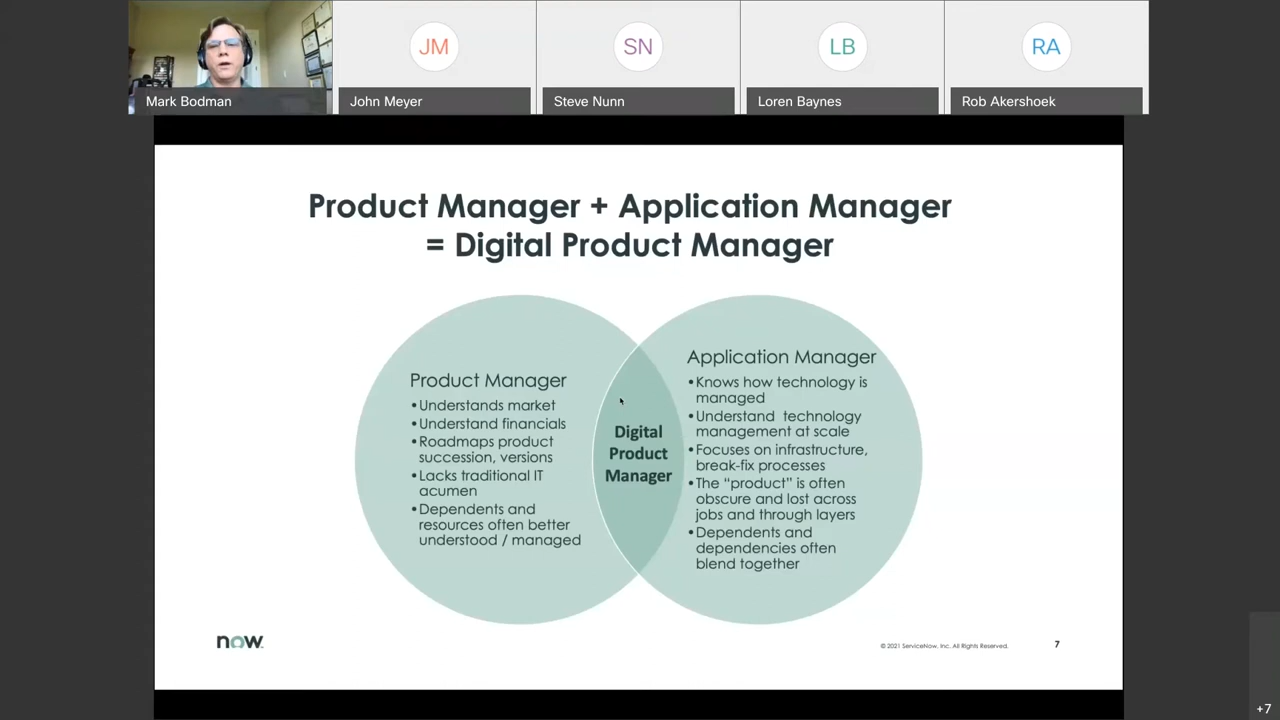 JM
SN
LB
RA
Mark Bodman
John Meyer
Steve Nunn
Loren Baynes
Rob Akershoek
Product Manager + Application Manager
= Digital Product Manager
Product Manager
•Understands market
•Understand financials
•Roadmaps product
succession, versions
•Lacks traditional IT
acumen
•Dependents and
resources often better
understood / managed
Digital
Product
Manager
Application Manager
•Knows how technology is
managed
•Understand technology
management at scale
•Focuses on infrastructure,
break-fix processes
•The “product” is often
obscure and lost across
jobs and through layers
•Dependents and
dependencies often
blend together
now
© 2021 ServiceNow, Inc. All Rights Reserved.
7
+7